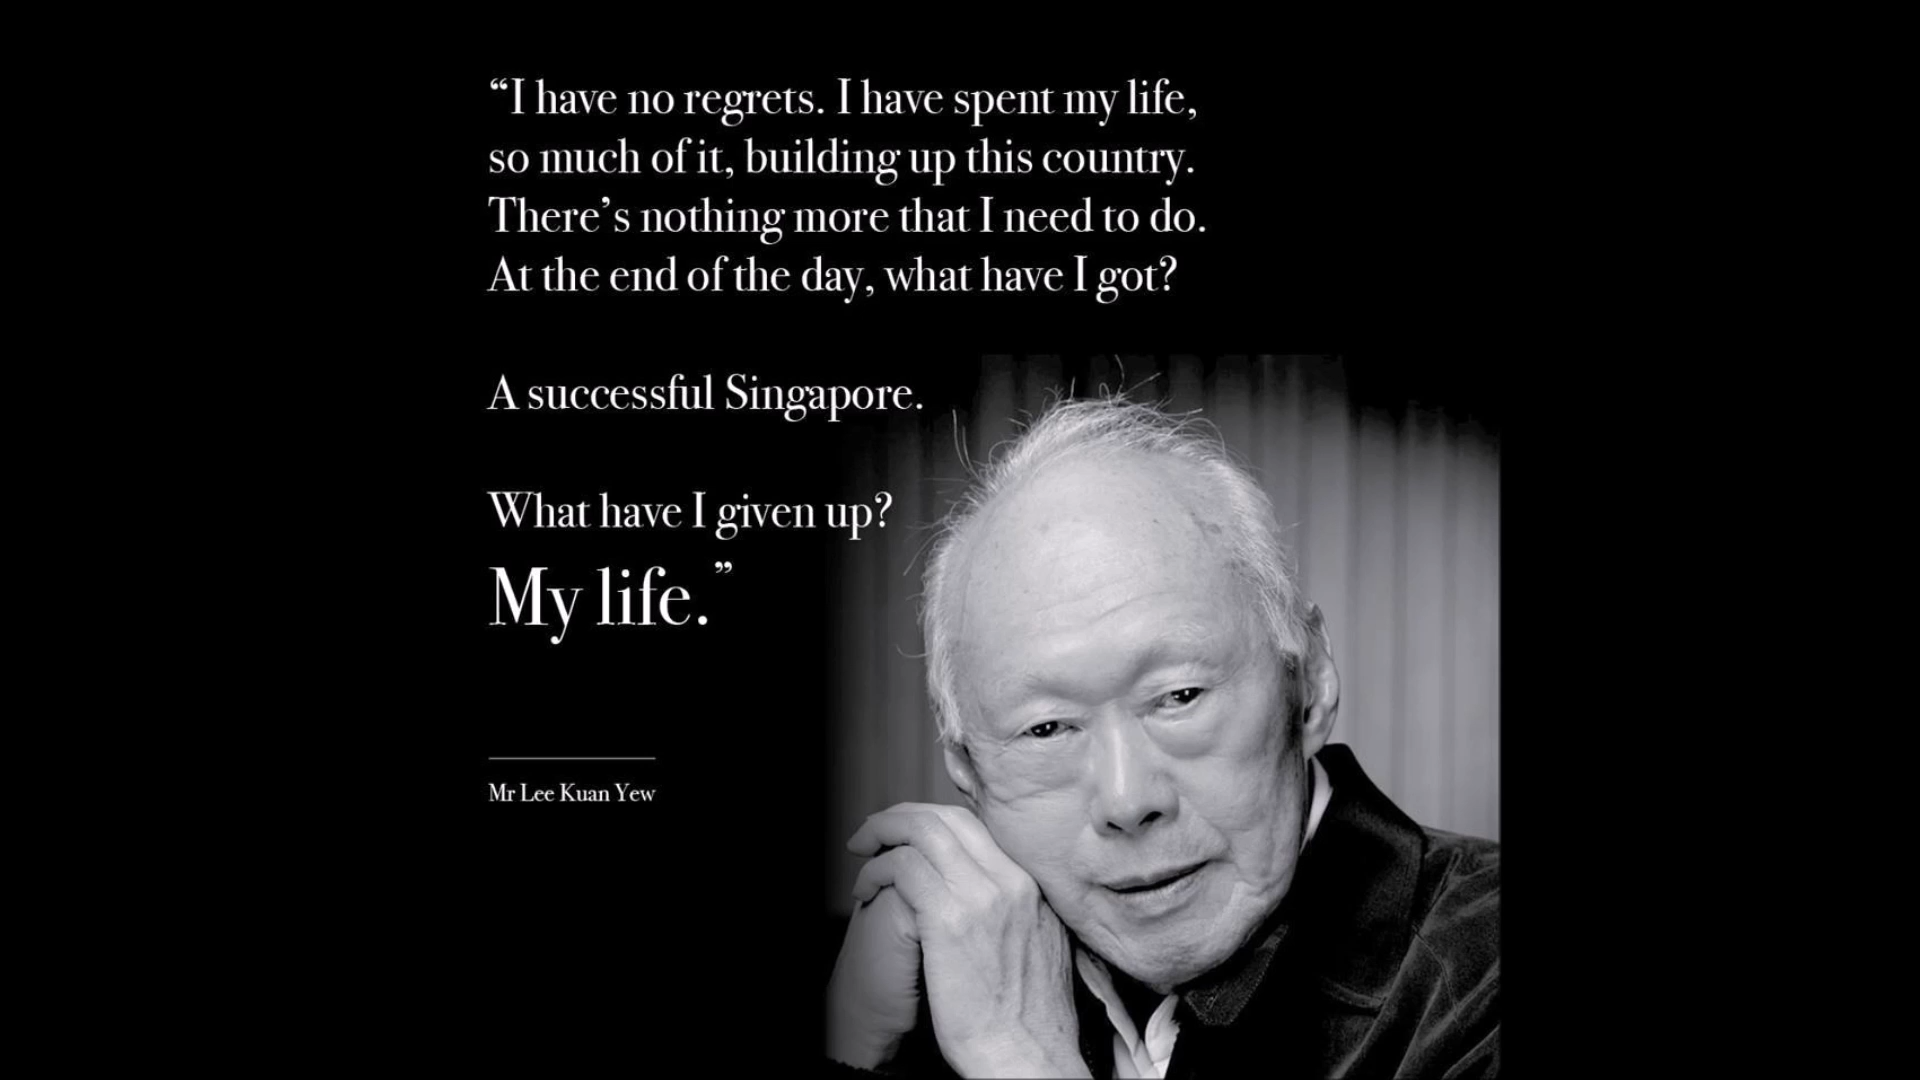 “I have no regrets. I have spent my life,
so much of it, building up this country.
There’s nothing more that I need to do.
At the end of the day, what have I got?
A successful Singapore.
What have I given up?
My life.”
Mr Lee Kuan Yew